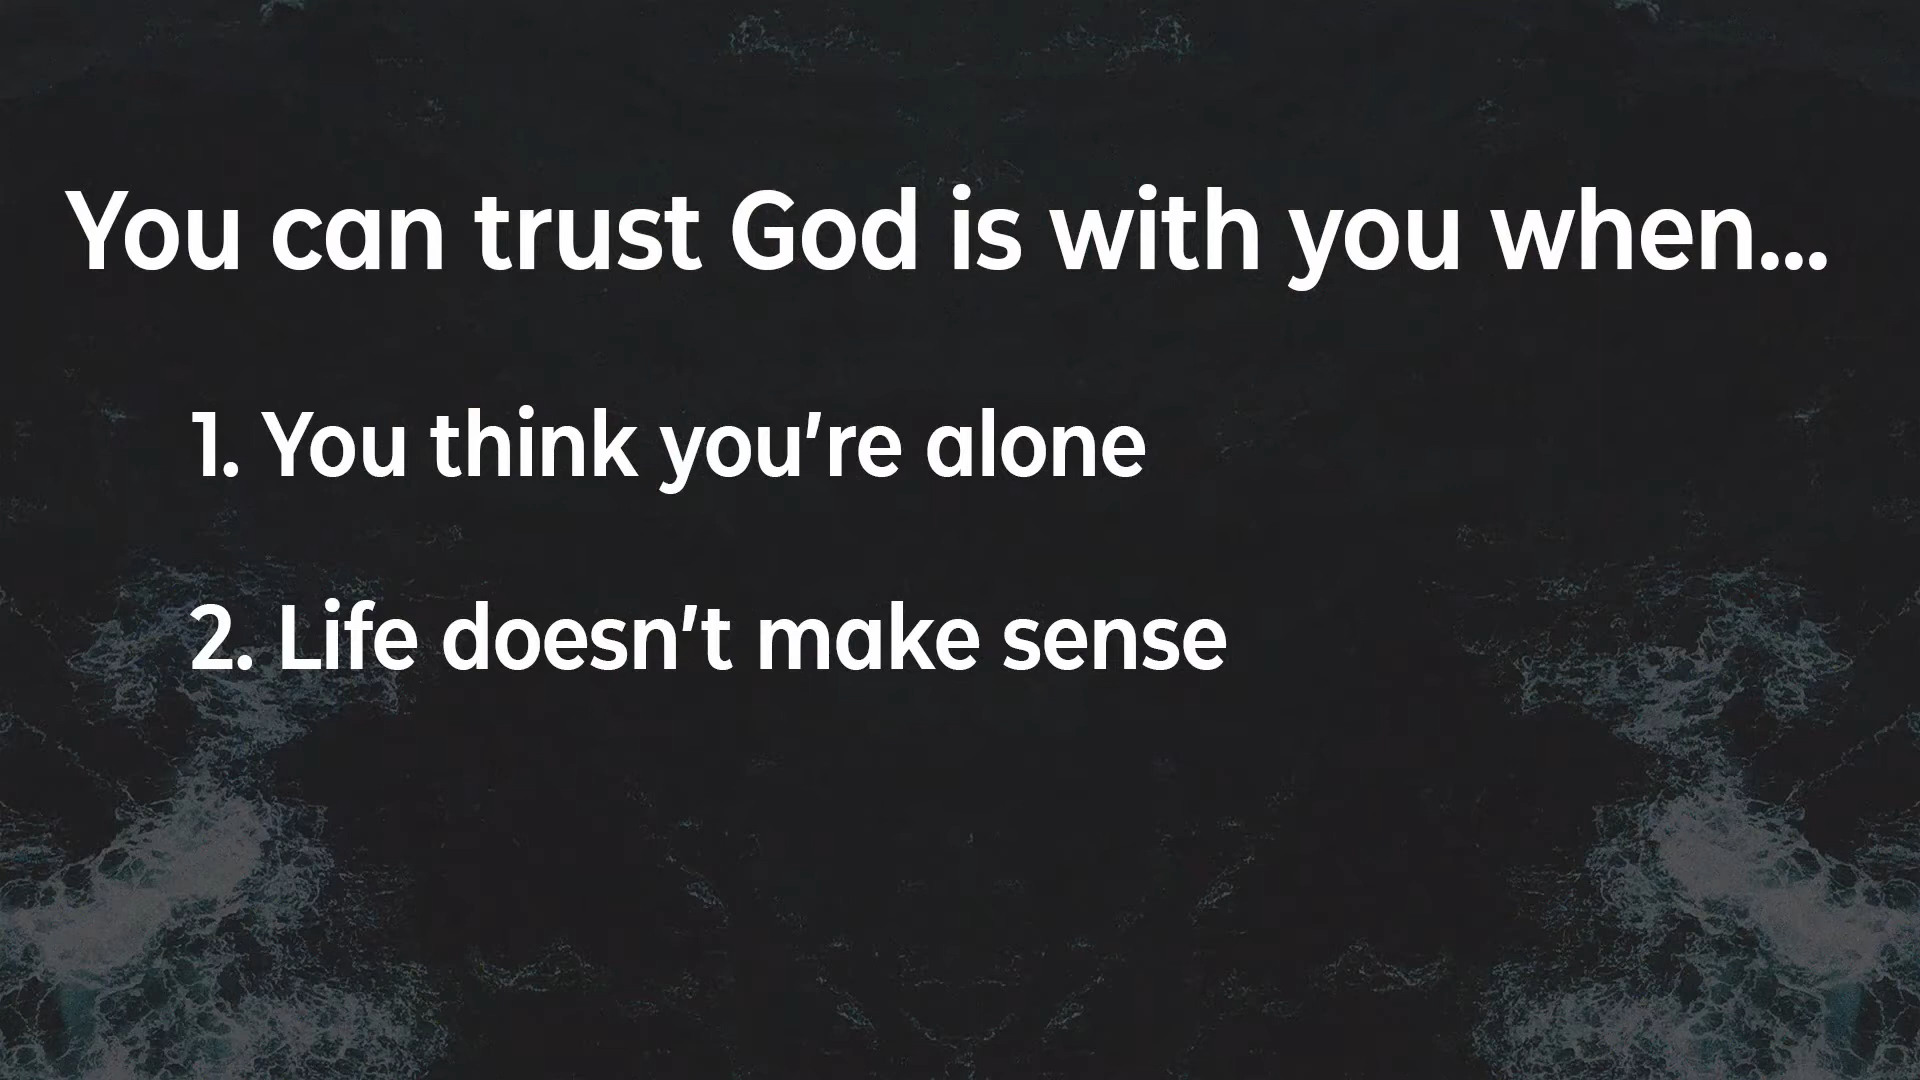 You can trust God is with you when...
1. You think you're alone
2. Life doesn't make sense